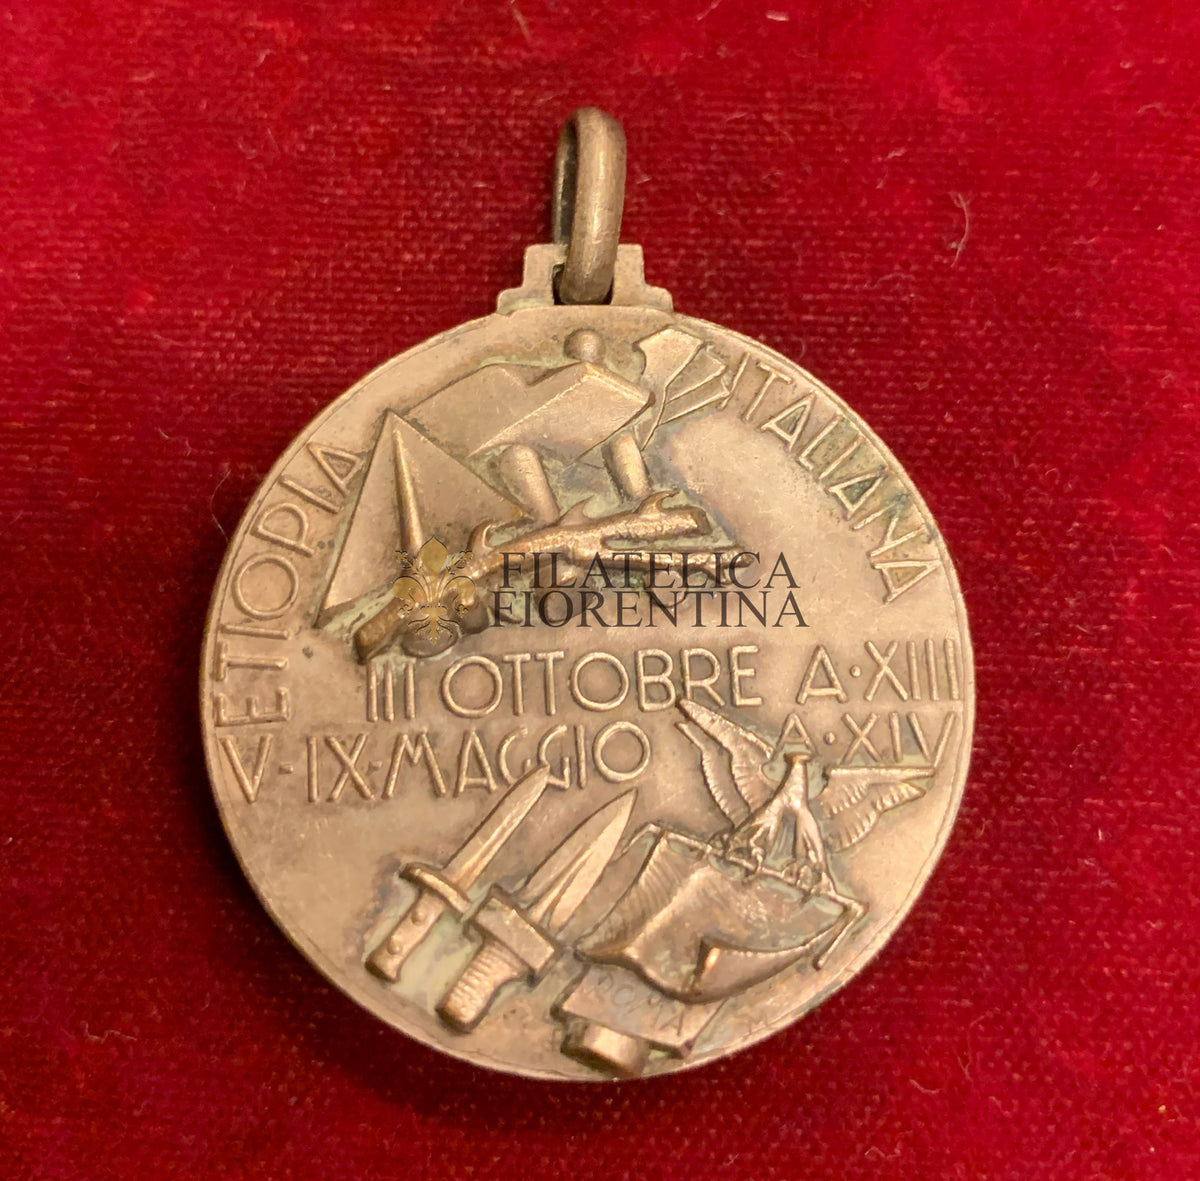 ETIOPIA ITALIANA
FILATELICA
FIORENTINA
III OTTOBRE A·XIII
V-IX-MAGGIO A·XIV
ROMA